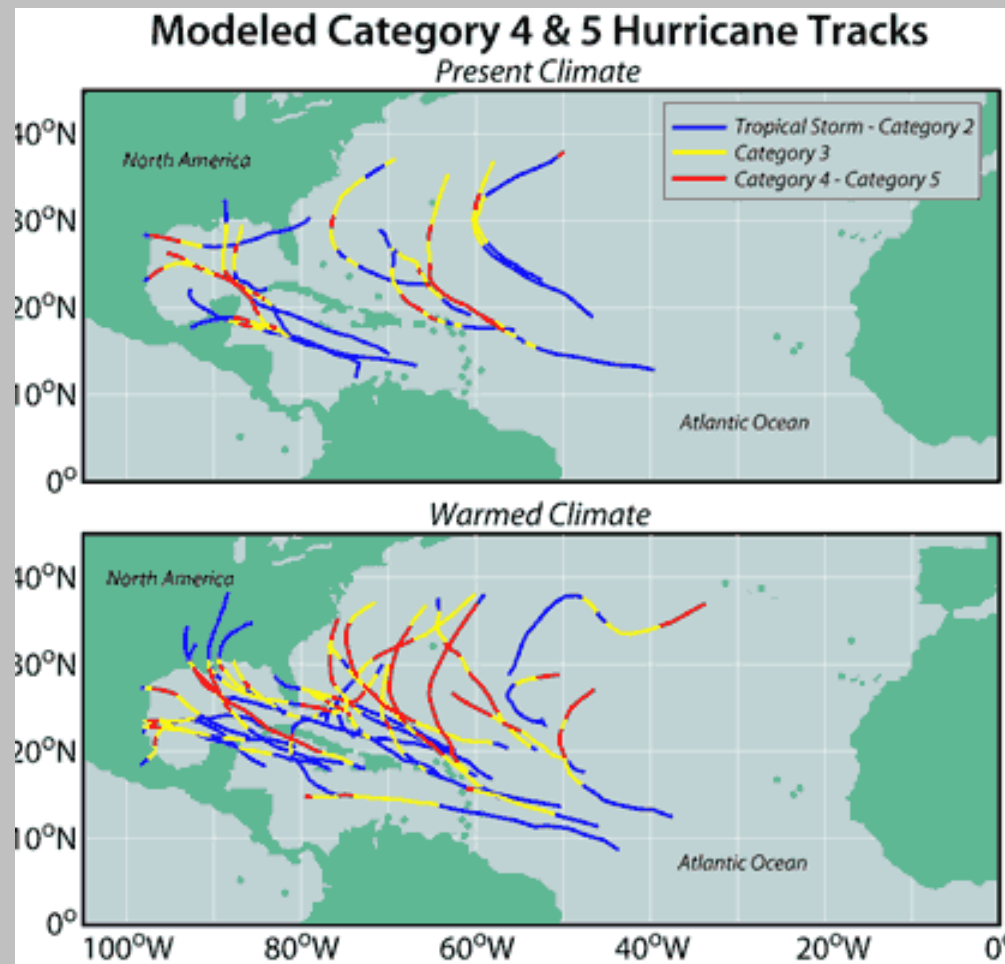 Modeled Category 4 & 5 Hurricane Tracks
Present Climate
40°N
North America
Tropical Storm - Category 2
Category 3
Category 4 - Category 5
30°N
20°N
10°N
Atlantic Ocean
0°
Warmed Climate
40°N
North America
30°N
20°N
10°N
Atlantic Ocean
0°
100°W 80°W 60°W 40°W 20°W 0°